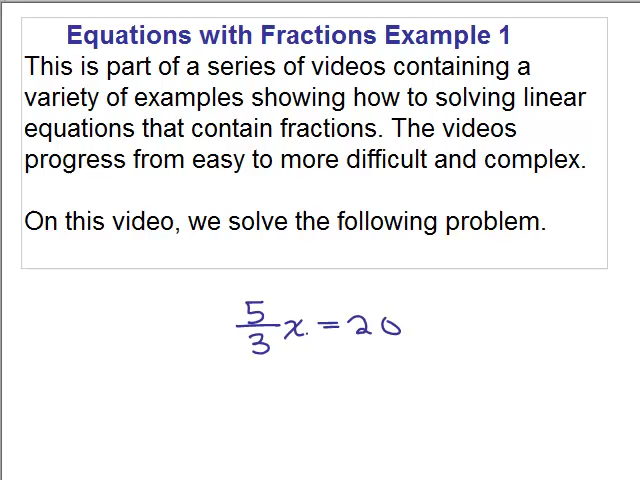 Equations with Fractions Example 1
This is part of a series of videos containing a
variety of examples showing how to solving linear
equations that contain fractions. The videos
progress from easy to more difficult and complex.
On this video, we solve the following problem.
5/3 x = 20